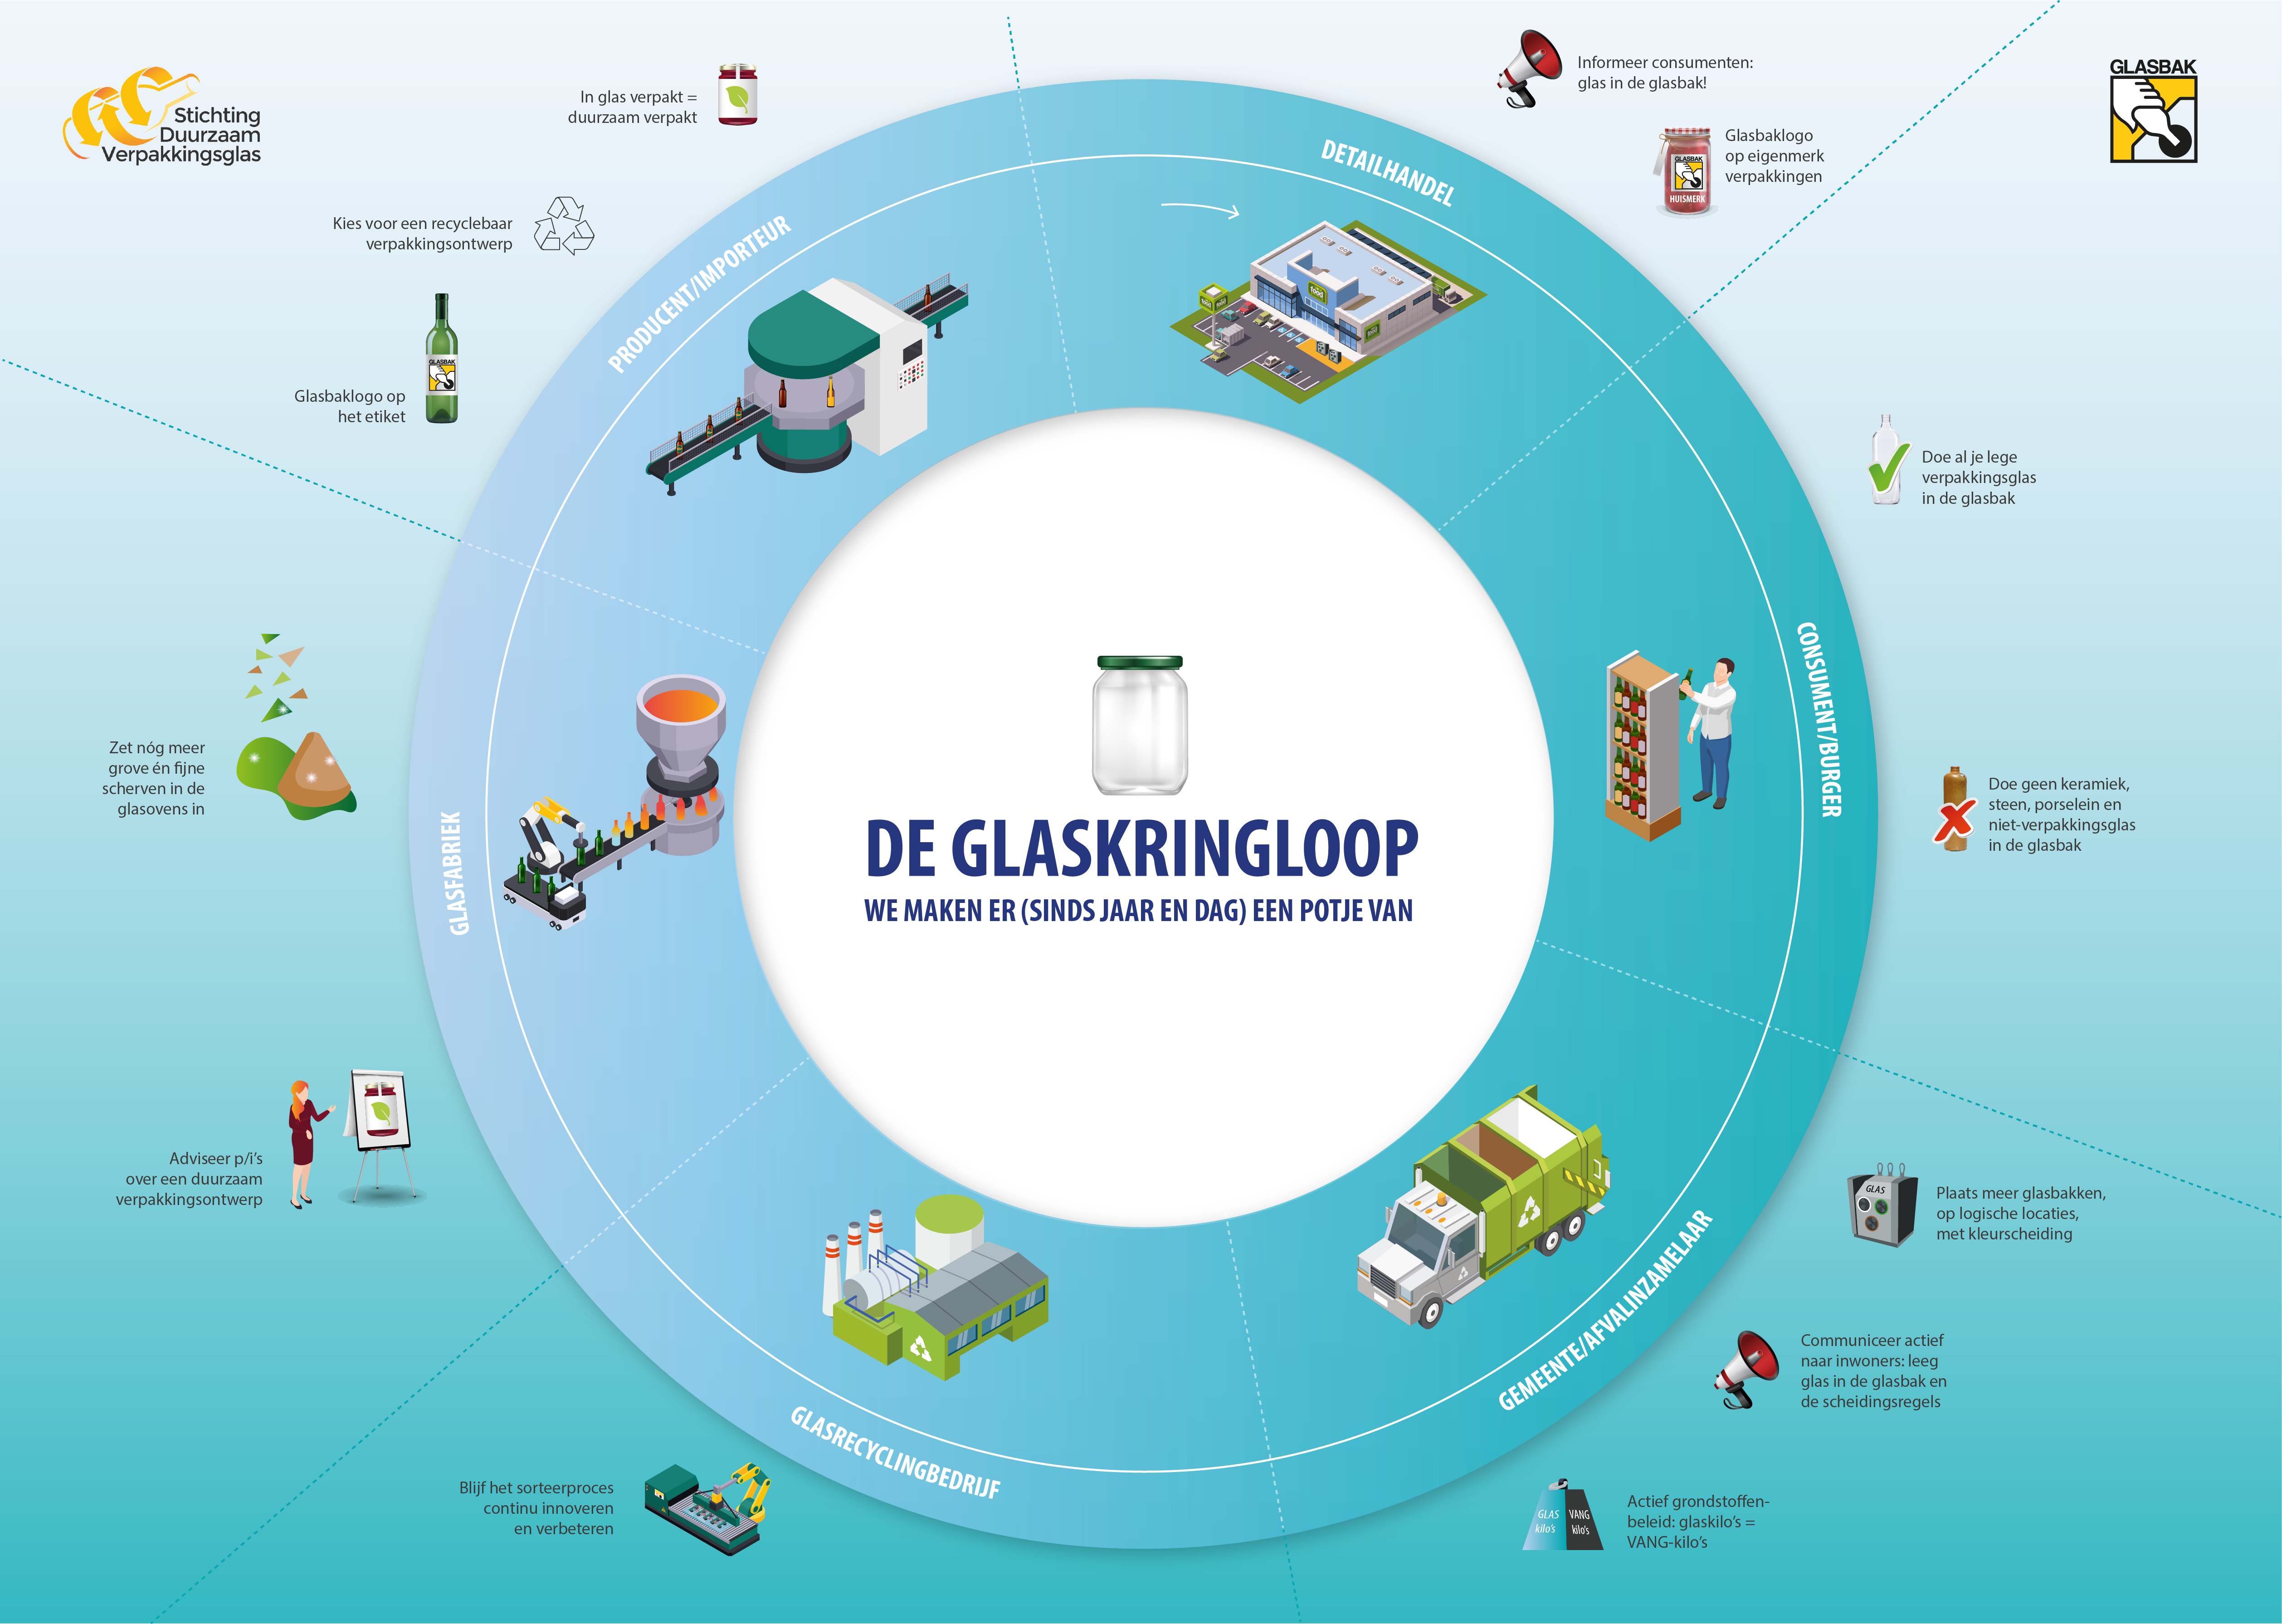 Stichting
Duurzaam
Verpakkingsglas
In glas verpakt =
duurzaam verpakt
Kies voor een recyclebaar
verpakkingsontwerp
GLASBAK
Glasbaklogo op
het etiket
PRODUCENT/IMPORTEUR
DETAILHANDEL
food
Informeer consumenten:
glas in de glasbak!
GLASBAK
HUISMERK
Glasbaklogo
op eigenmerk
verpakkingen
GLASBAK
Doe al je lege
verpakkingsglas
in de glasbak
CONSUMENT/BURGER
Doe geen keramiek,
steen, porselein en
niet-verpakkingsglas
in de glasbak
DE GLASKRINGLOOP
WE MAKEN ER (SINDS JAAR EN DAG) EEN POTJE VAN
GEMEENTE/AFVALINZAMELAAR
GLAS
Plaats meer glasbakken,
op logische locaties,
met kleurscheiding
Communiceer actief
naar inwoners: leeg
glas in de glasbak en
de scheidingsregels
GLAS
kilo's
VANG
kilo's
Actief grondstoffen-
beleid: glaskilo's =
VANG-kilo's
GLASRECYCLINGBEDRIJF
Blijf het sorteerproces
continu innoveren
en verbeteren
GLASFABRIEK
Zet nóg meer
grove én fijne
scherven in de
glasovens in
Adviseer p/i's
over een duurzaam
verpakkingsontwerp